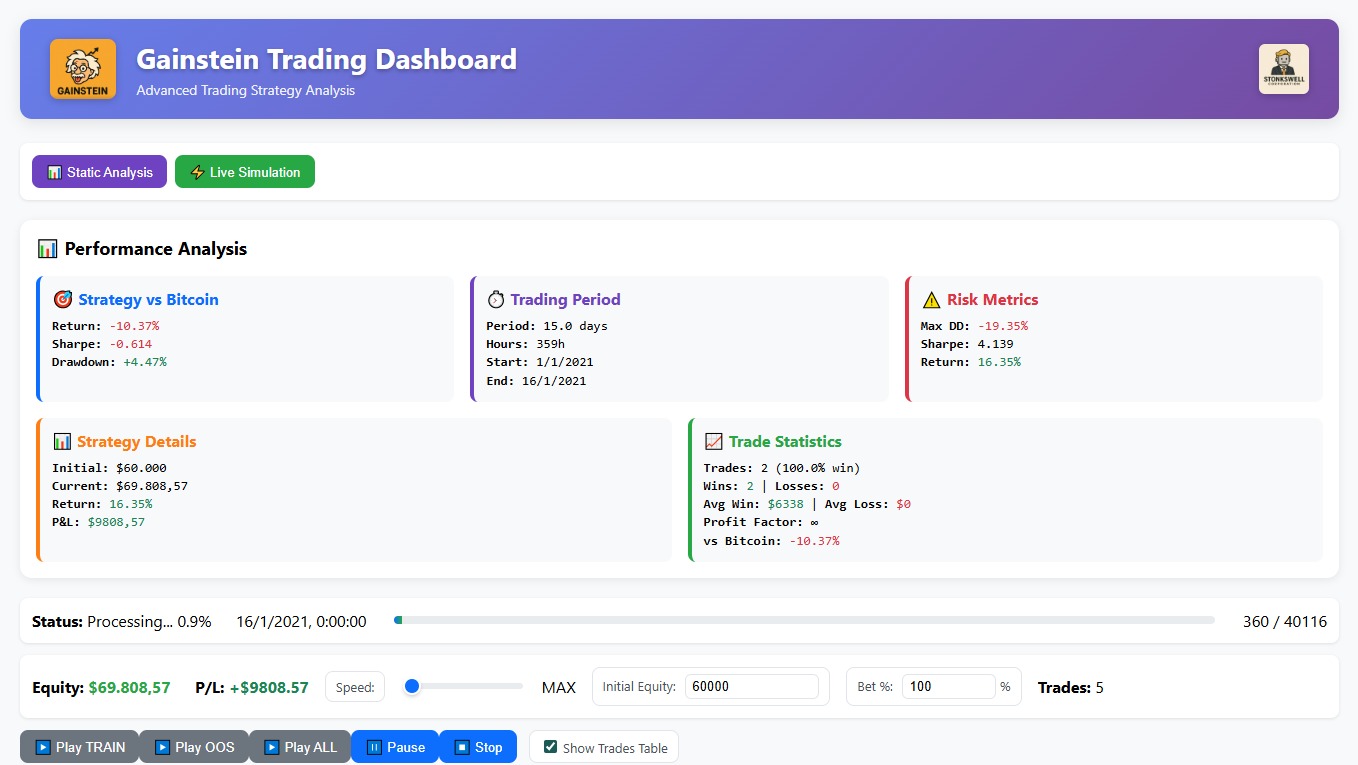 GAINSTEIN
Gainstein Trading Dashboard
Advanced Trading Strategy Analysis
STONKSWELL
CORPORATION
Static Analysis
Live Simulation
Performance Analysis
Strategy vs Bitcoin
Return: -10.37%
Sharpe: -0.614
Drawdown: +4.47%
Trading Period
Period: 15.0 days
Hours: 359h
Start: 1/1/2021
End: 16/1/2021
Risk Metrics
Max DD: -19.35%
Sharpe: 4.139
Return: 16.35%
Strategy Details
Initial: $60.000
Current: $69.808,57
Return: 16.35%
P&L: $9808,57
Trade Statistics
Trades: 2 (100.0% win)
Wins: 2 | Losses: 0
Avg Win: $6338 | Avg Loss: $0
Profit Factor: ∞
vs Bitcoin: -10.37%
Status: Processing... 0.9% 16/1/2021, 0:00:00 360 / 40116
Equity: $69.808,57 P/L: +$9808.57 Speed: MAX Initial Equity: 60000 Bet %: 100 % Trades: 5
Play TRAIN Play OOS Play ALL Pause Stop Show Trades Table